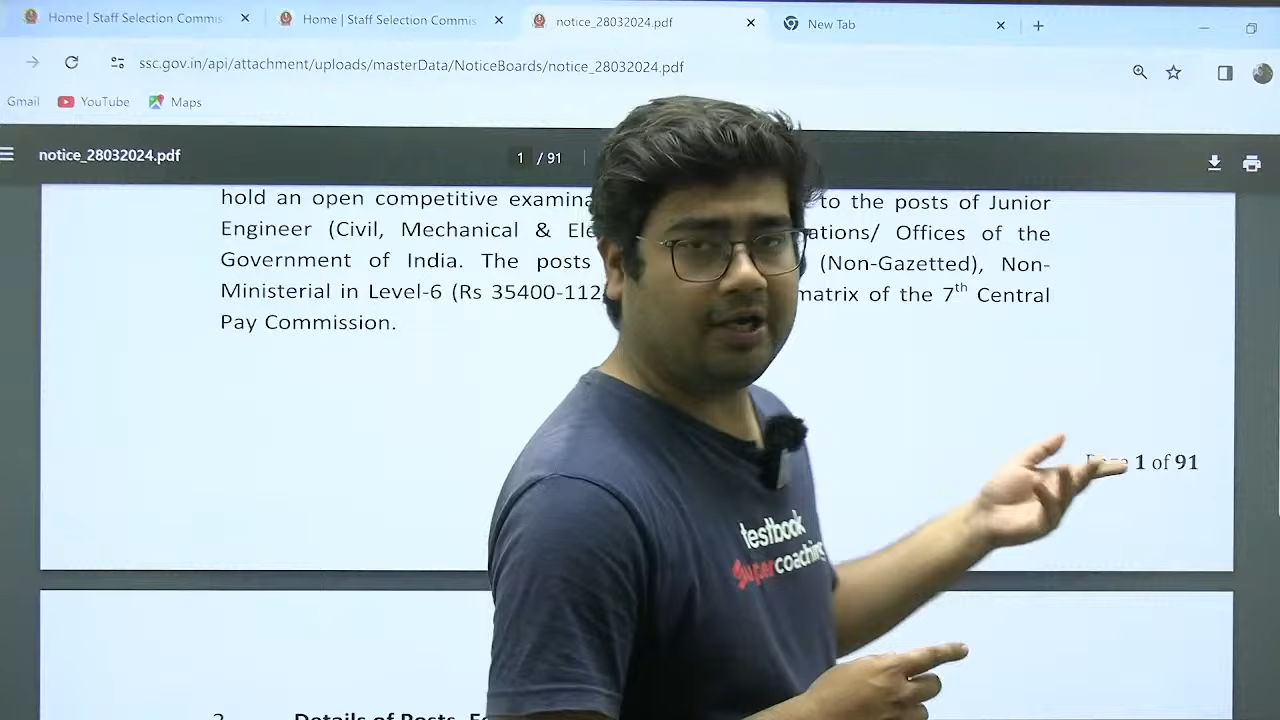 Home | Staff Selection Commis
Home | Staff Selection Commis
notice_28032024.pdf
New Tab
ssc.gov.in/api/attachment/uploads/masterData/NoticeBoards/notice_28032024.pdf
Gmail
YouTube
Maps
notice_28032024.pdf
1 / 91
hold an open competitive examina to the posts of Junior
Engineer (Civil, Mechanical & Ele ations/ Offices of the
Government of India. The posts (Non-Gazetted), Non-
Ministerial in Level-6 (Rs 35400-112 matrix of the 7th Central
Pay Commission.
1 of 91
testbook
coaching
Details of Posts,